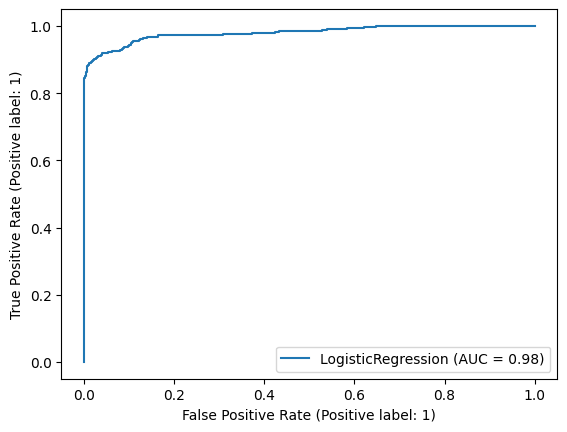 1.0
0.8
0.6
0.4
0.2
0.0
True Positive Rate (Positive label: 1)
LogisticRegression (AUC = 0.98)
0.0 0.2 0.4 0.6 0.8 1.0
False Positive Rate (Positive label: 1)